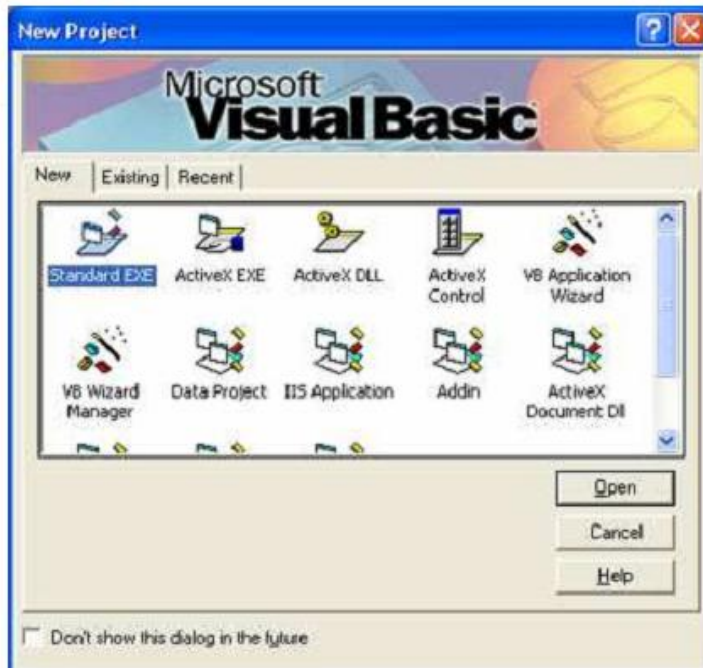 New Project
Microsoft
Visual Basic
New
Existing
Recent
Standard EXE
ActiveX EXE
ActiveX DLL
ActiveX
Control
VB Application
Wizard
VB Wizard
Manager
Data Project
IIS Application
Addin
ActiveX
Document Dll
Open
Cancel
Help
Don't show this dialog in the future